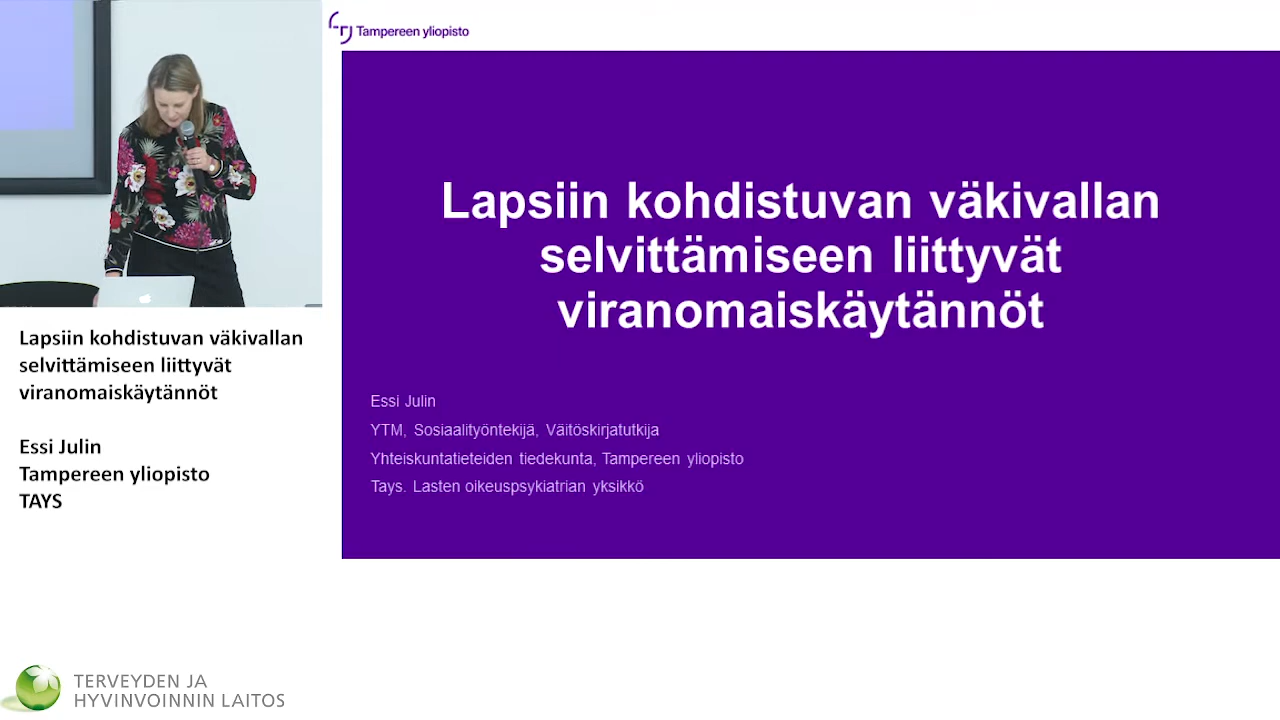 Tampereen yliopisto
Lapsiin kohdistuvan väkivallan
selvittämiseen liittyvät
viranomaiskäytännöt
Essi Julin
YTM, Sosiaalityöntekijä, Väitöskirjatutkija
Yhteiskuntatieteiden tiedekunta, Tampereen yliopisto
Tays. Lasten oikeuspsykiatrian yksikkö
Lapsiin kohdistuvan väkivallan
selvittämiseen liittyvät
viranomaiskäytännöt
Essi Julin
Tampereen yliopisto
TAYS
TERVEYDEN JA
HYVINVOINNIN LAITOS